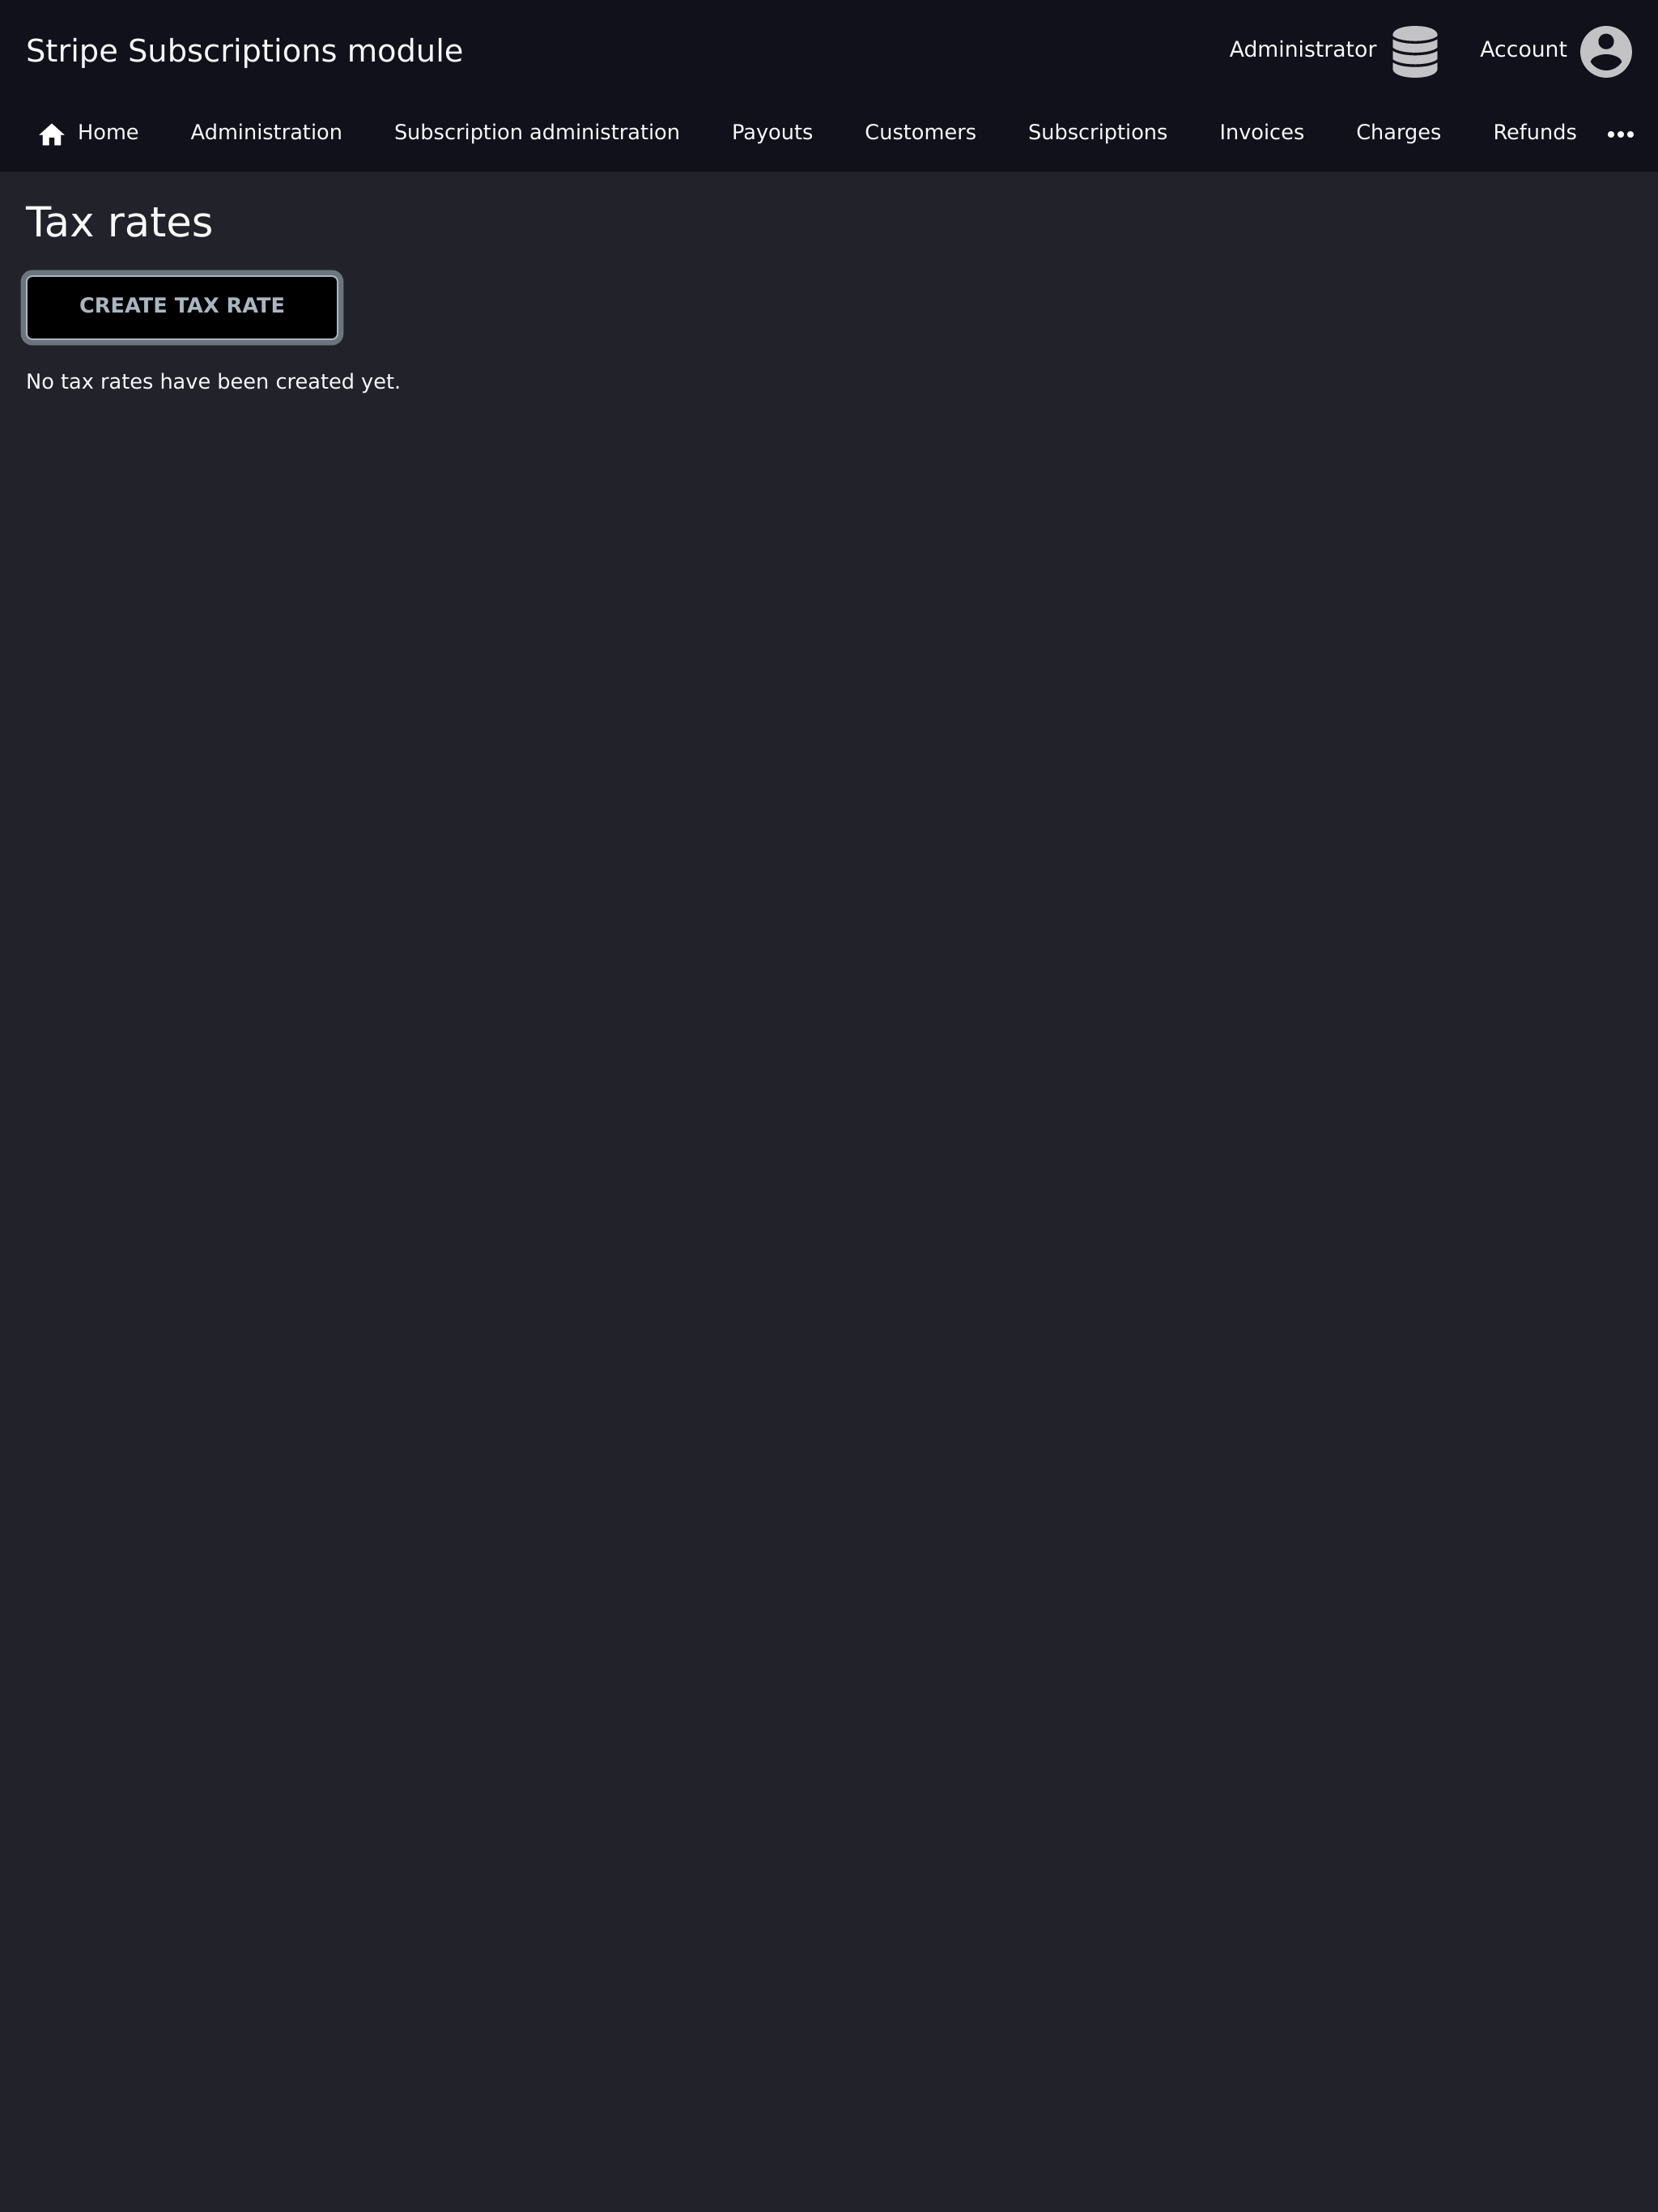 Stripe Subscriptions module
Administrator
Account
Home Administration Subscription administration Payouts Customers Subscriptions Invoices Charges Refunds
Tax rates
CREATE TAX RATE
No tax rates have been created yet.